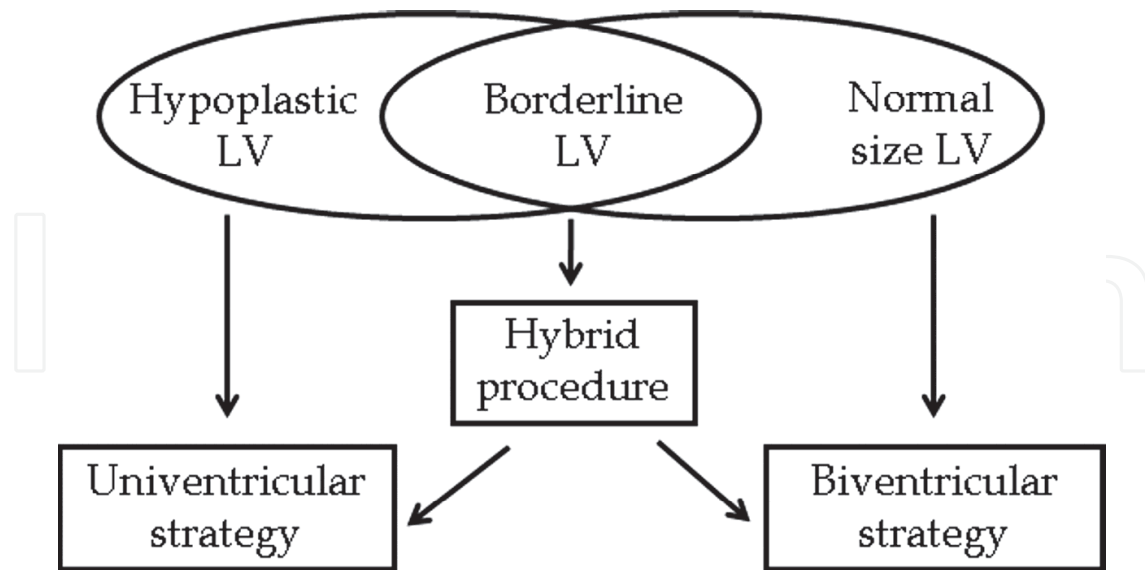 Hypoplastic
LV
Borderline
LV
Normal
size LV
Hybrid
procedure
Univentricular
strategy
Biventricular
strategy